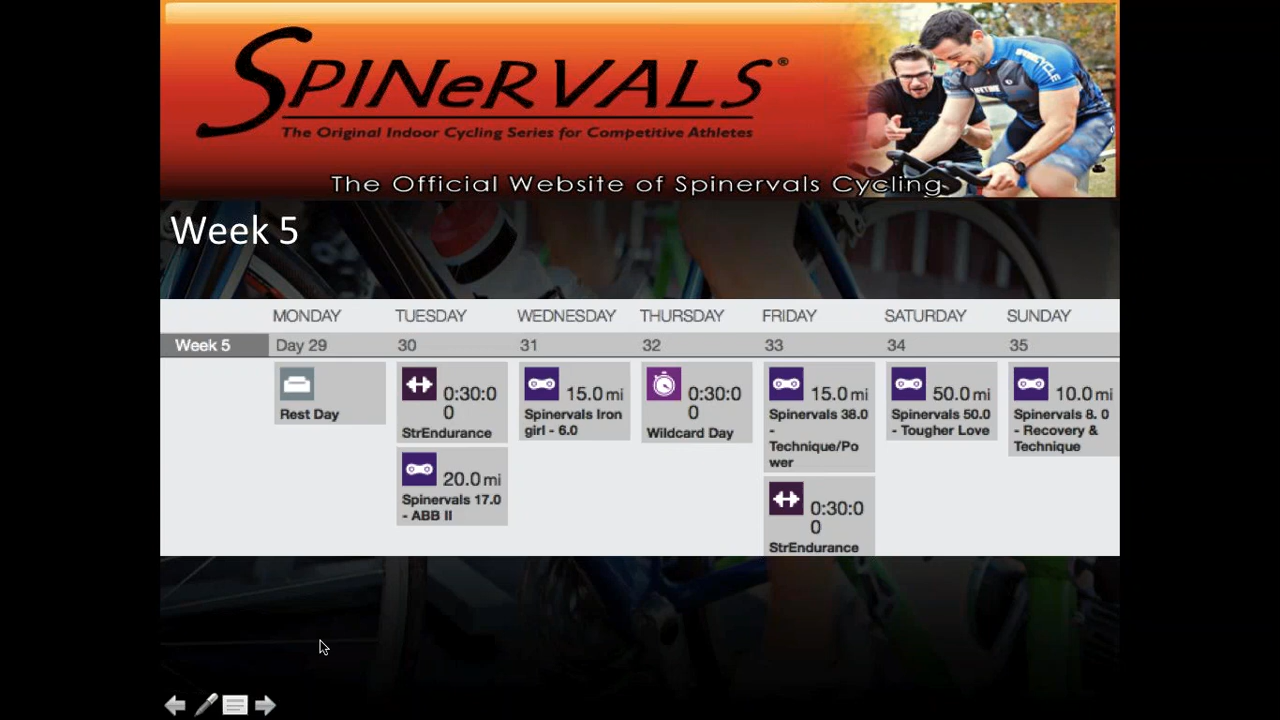 SPINeRVALS®
The Original Indoor Cycling Series for Competitive Athletes
The Official Website of Spinervals Cycling
Week 5
MONDAY TUESDAY WEDNESDAY THURSDAY FRIDAY SATURDAY SUNDAY
Week 5 Day 29 30 31 32 33 34 35
Rest Day
0:30:0
0
StrEndurance
20.0 mi
Spinervals 17.0
- ABB II
15.0 mi
Spinervals Iron
girl - 6.0
0:30:0
0
Wildcard Day
15.0 mi
Spinervals 38.0
-
Technique/Po
wer
0:30:0
0
StrEndurance
50.0 mi
Spinervals 50.0
- Tougher Love
10.0 mi
Spinervals 8. 0
- Recovery &
Technique